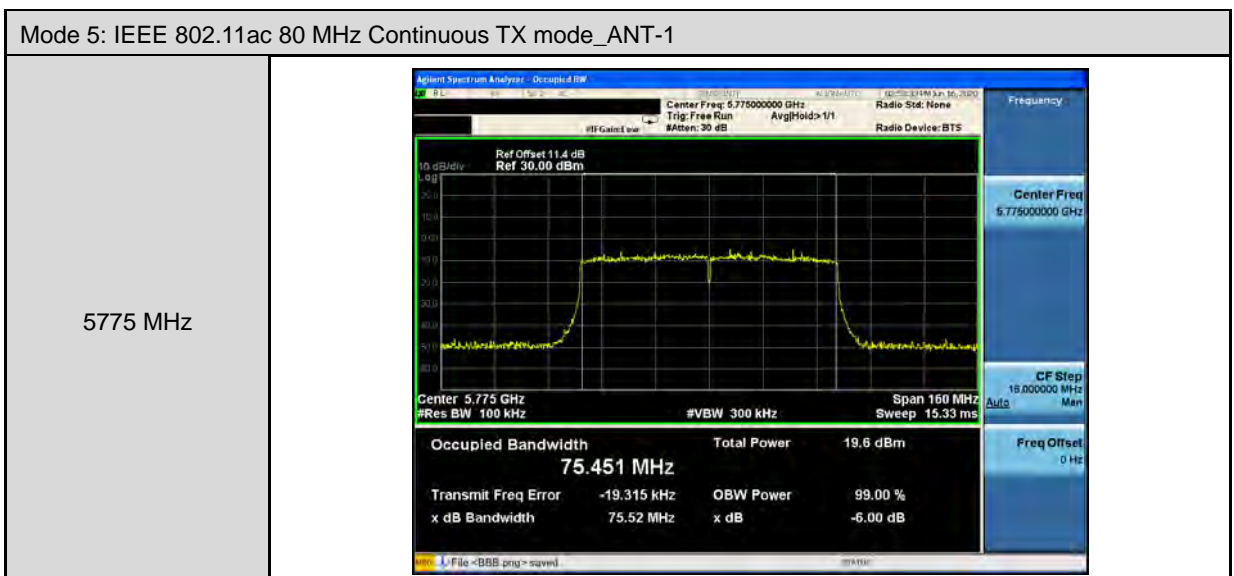 Mode 5: IEEE 802.11ac 80 MHz Continuous TX mode_ANT-1
5775 MHz
Agilent Spectrum Analyzer - Occupied BW
Center Freq: 5.775000000 GHz
Radio Std: None
Trig: Free Run
Avg|Hold:>1/1
#IFGain:Low
#Atten: 30 dB
Radio Device: BTS
Frequency
Ref Offset 11.4 dB
10 dB/div
Ref 30.00 dBm
Log
Center Freq
5.775000000 GHz
CF Step
16.000000 MHz
Auto Man
Center 5.775 GHz
Span 160 MHz
#Res BW 100 kHz
#VBW 300 kHz
Sweep 15.33 ms
Freq Offset
0 Hz
Occupied Bandwidth
Total Power 19.6 dBm
75.451 MHz
Transmit Freq Error -19.315 kHz
OBW Power 99.00 %
x dB Bandwidth 75.52 MHz
x dB -6.00 dB
File <BBB.png> saved
STATUS